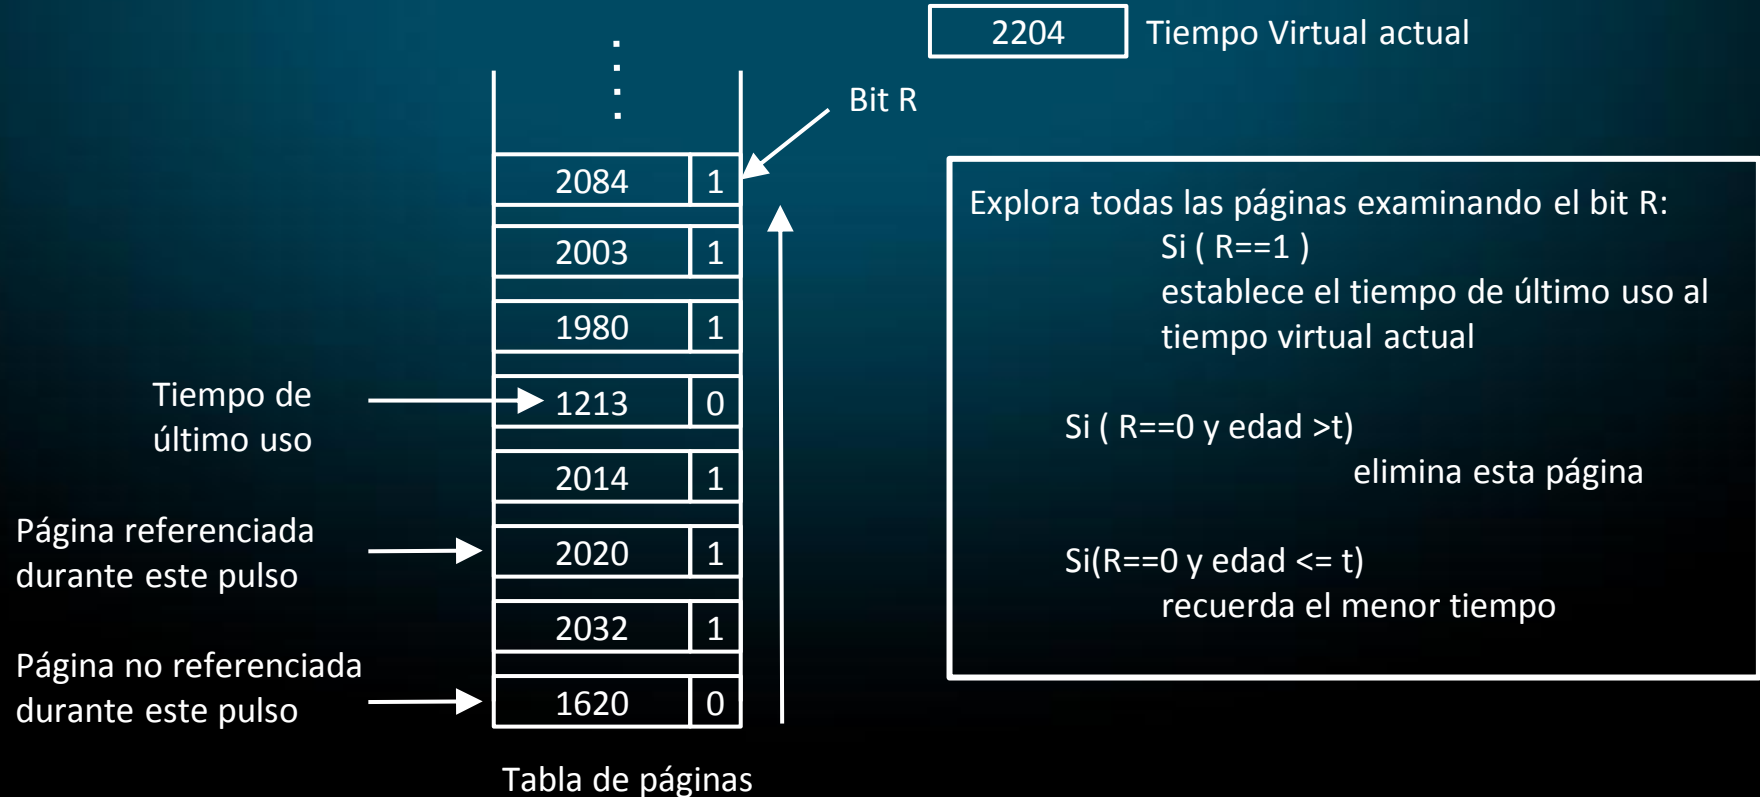 2204 Tiempo Virtual actual
Bit R
2084 1
2003 1
1980 1
Tiempo de
último uso
1213 0
2014 1
Página referenciada
durante este pulso
2020 1
2032 1
Página no referenciada
durante este pulso
1620 0
Tabla de páginas
Explora todas las páginas examinando el bit R:
Si ( R==1 )
establece el tiempo de último uso al
tiempo virtual actual
Si ( R==0 y edad >t)
elimina esta página
Si(R==0 y edad <= t)
recuerda el menor tiempo